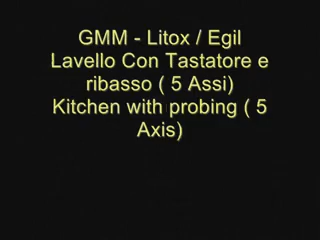 GMM - Litox / Egil
Lavello Con Tastatore e
ribasso ( 5 Assi)
Kitchen with probing ( 5
Axis)